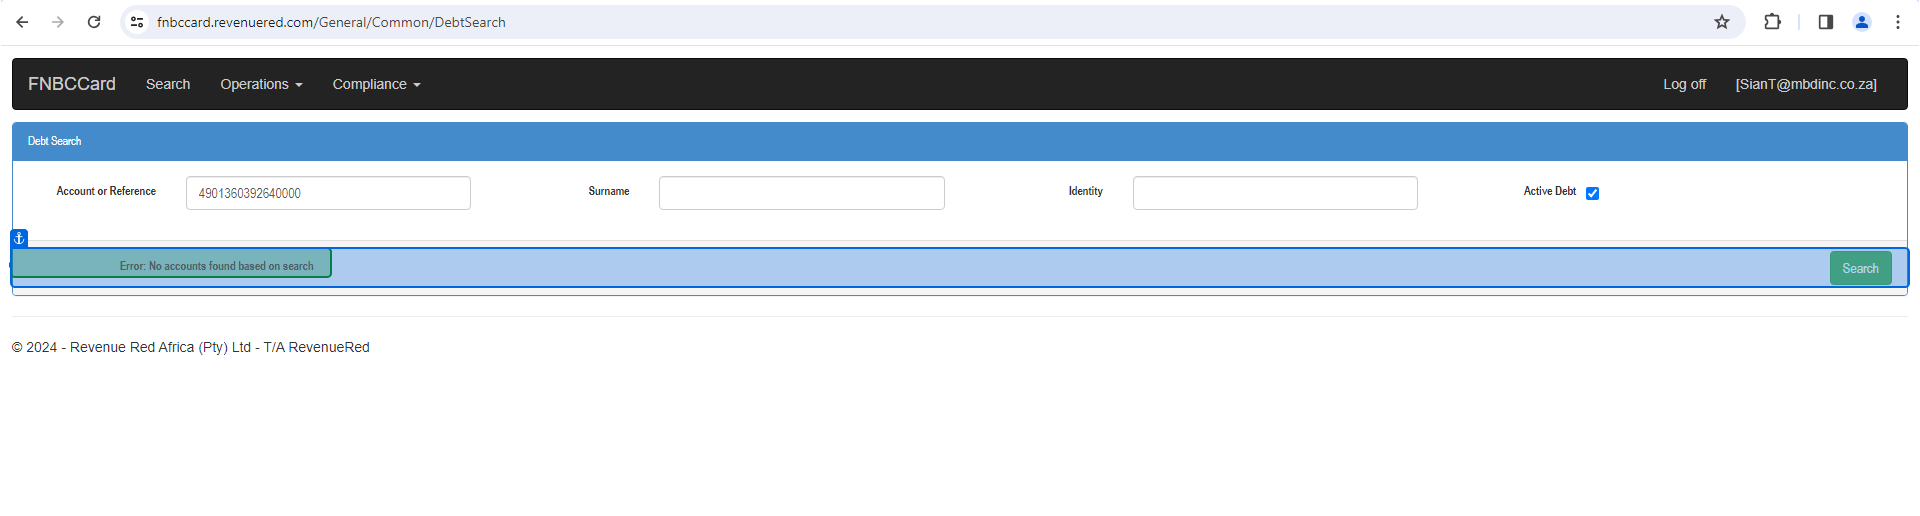 fnbccard.revenuered.com/General/Common/DebtSearch
FNBCCard Search Operations Compliance Log off [SianT@mbdinc.co.za]
Debt Search
Account or Reference 4901360392640000 Surname Identity Active Debt
Error: No accounts found based on search Search
© 2024 - Revenue Red Africa (Pty) Ltd - T/A RevenueRed